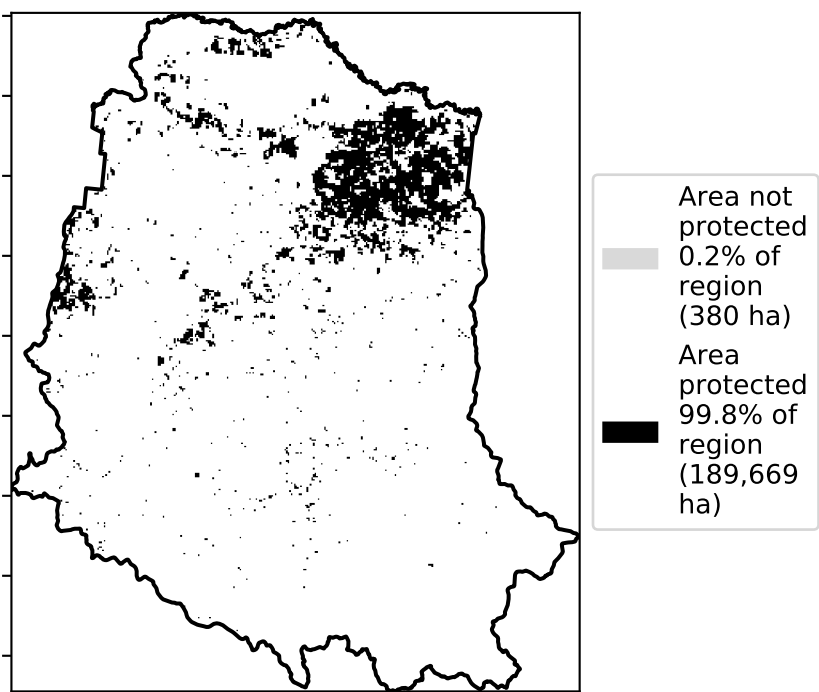 Area not
protected
0.2% of
region
(380 ha)
Area
protected
99.8% of
region
(189,669
ha)